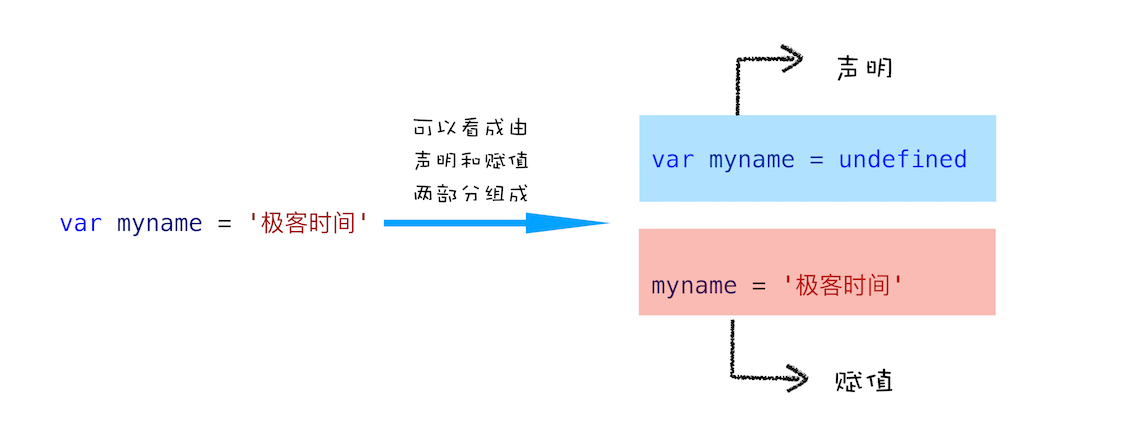 var myname = '极客时间'
可以看成由
声明和赋值
两部分组成
声明
var myname = undefined
myname = '极客时间'
赋值